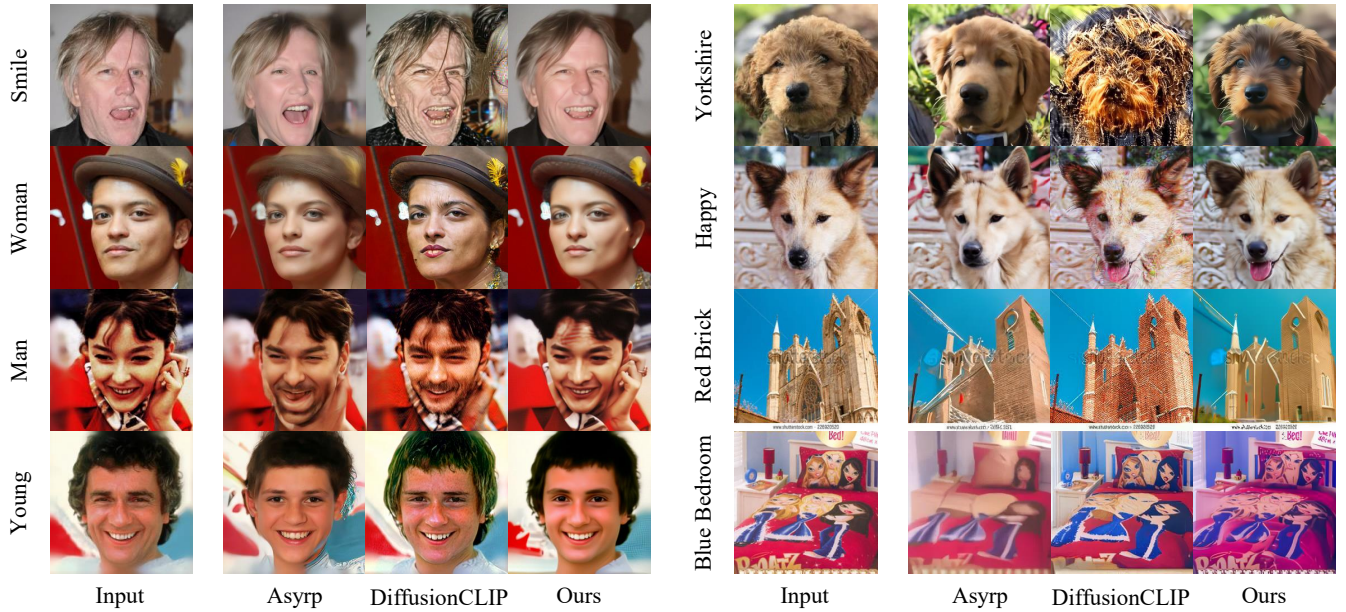 Smile
Woman
Man
Young
Input
Asyrp
DiffusionCLIP
Ours
Yorkshire
Happy
Red Brick
Blue Bedroom
Input
Asyrp
DiffusionCLIP
Ours